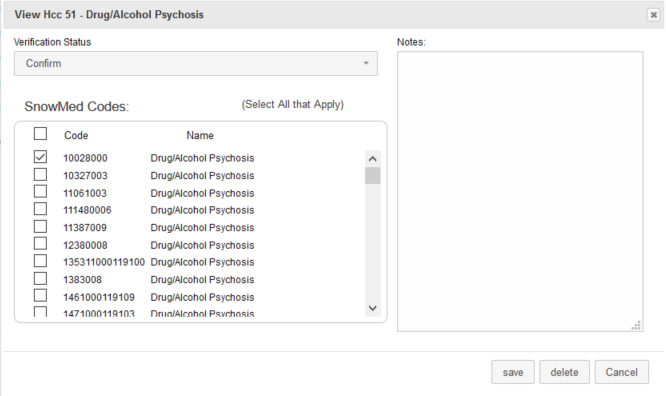 View Hcc 51 - Drug/Alcohol Psychosis
Verification Status
Confirm
Notes:
SnowMed Codes: (Select All that Apply)
Code Name
10028000 Drug/Alcohol Psychosis
10327003 Drug/Alcohol Psychosis
11061003 Drug/Alcohol Psychosis
111480006 Drug/Alcohol Psychosis
11387009 Drug/Alcohol Psychosis
12380008 Drug/Alcohol Psychosis
135311000119100 Drug/Alcohol Psychosis
1383008 Drug/Alcohol Psychosis
1461000119109 Drug/Alcohol Psychosis
1471000119103 Drug/Alcohol Psychosis
save delete Cancel